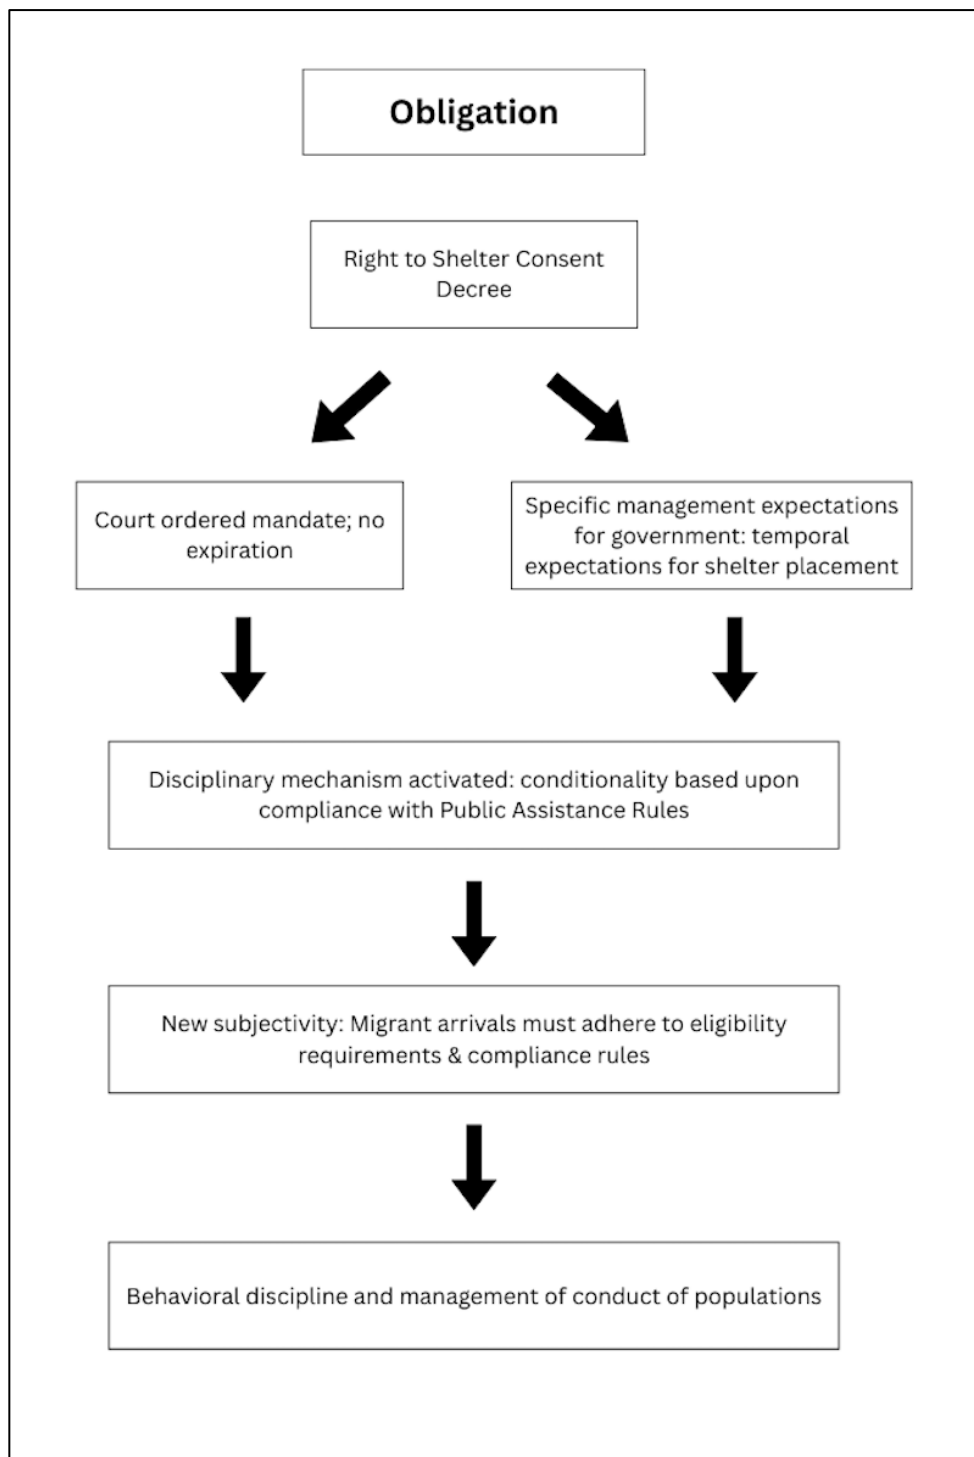 Obligation
Right to Shelter Consent
Decree
Court ordered mandate; no
expiration
Specific management expectations
for government: temporal
expectations for shelter placement
Disciplinary mechanism activated: conditionality based upon
compliance with Public Assistance Rules
New subjectivity: Migrant arrivals must adhere to eligibility
requirements & compliance rules
Behavioral discipline and management of conduct of populations